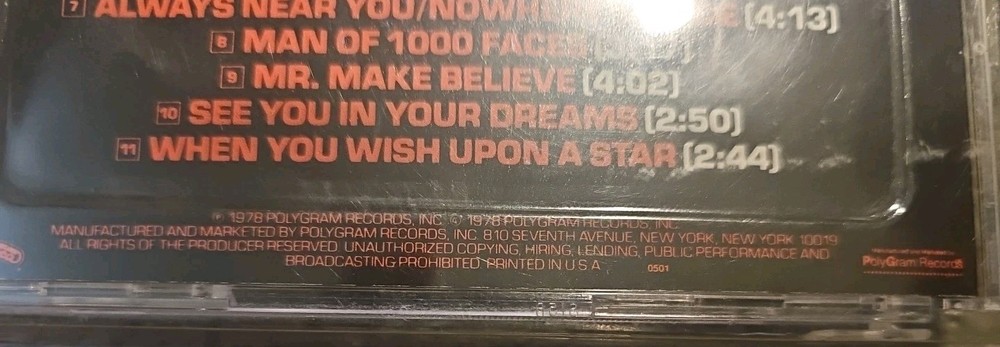 7 ALWAYS NEAR YOU/ (4:13)
8 MAN OF 1000 FACES
9 MR. MAKE BELIEVE (4:02)
10 SEE YOU IN YOUR DREAMS (2:50)
11 WHEN YOU WISH UPON A STAR (2:44)
℗ 1978 POLYGRAM RECORDS, INC. © 1978 POLYGRAM RECORDS, INC.
MANUFACTURED AND MARKETED BY POLYGRAM RECORDS, INC. 810 SEVENTH AVENUE, NEW YORK, NEW YORK 10019
ALL RIGHTS OF THE PRODUCER RESERVED. UNAUTHORIZED COPYING, HIRING, LENDING, PUBLIC PERFORMANCE AND
BROADCASTING PROHIBITED. PRINTED IN U S A 0501
PolyGram Records